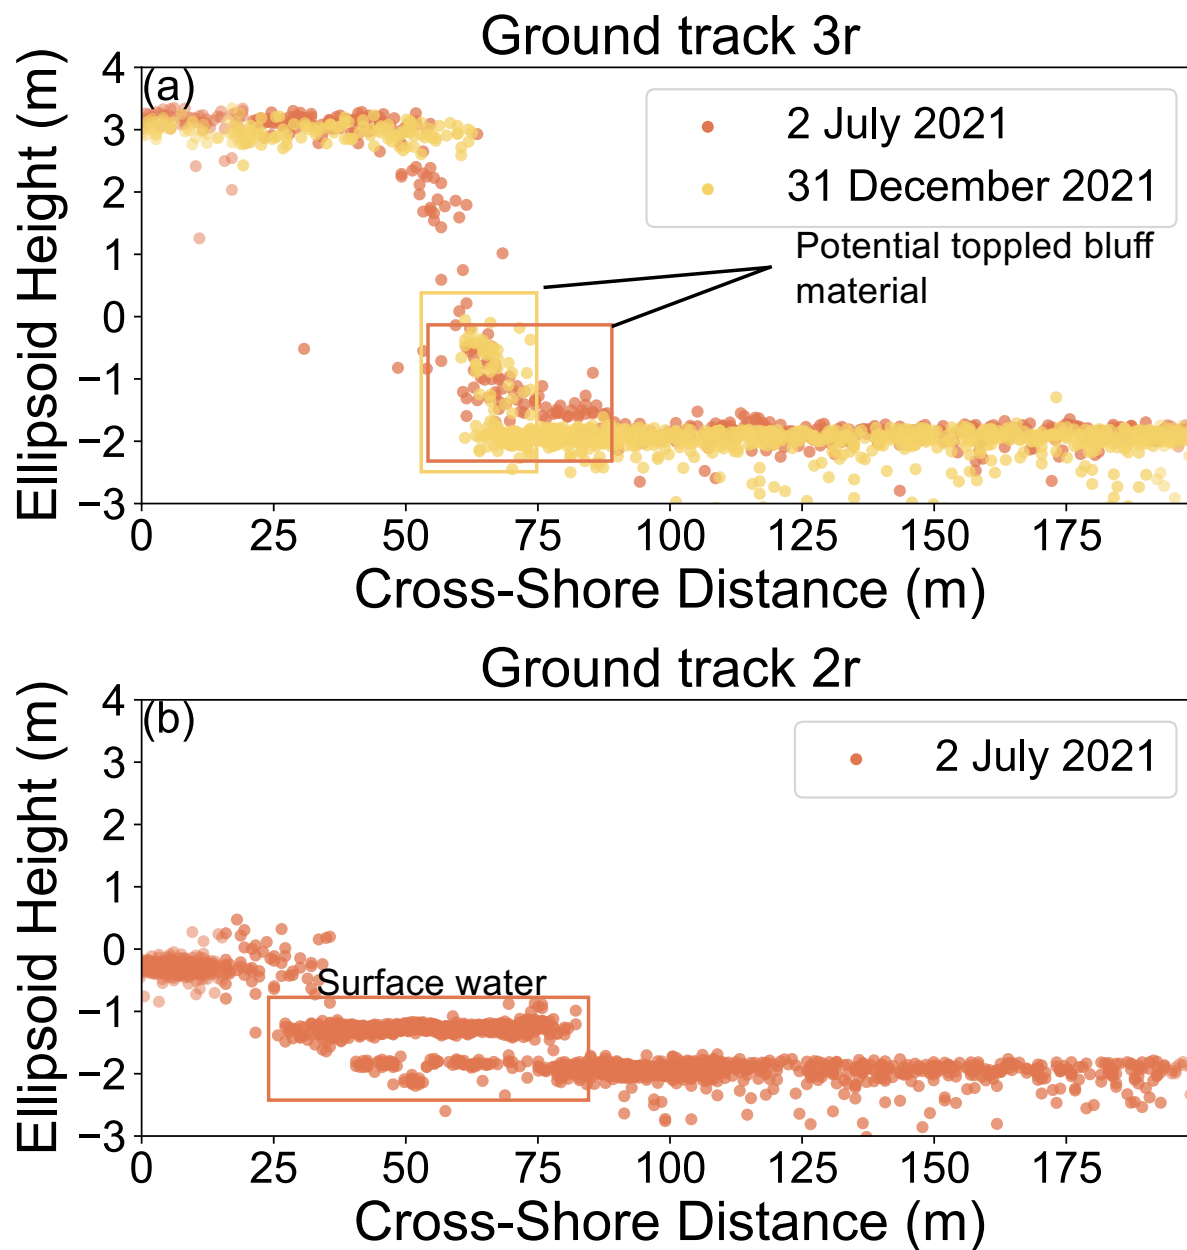 Ground track 3r
(a)
Ellipsoid Height (m)
4
3
2
1
0
−1
−2
−3
2 July 2021
31 December 2021
Potential toppled bluff
material
0 25 50 75 100 125 150 175
Cross-Shore Distance (m)
Ground track 2r
(b)
Ellipsoid Height (m)
4
3
2
1
0
−1
−2
−3
2 July 2021
Surface water
0 25 50 75 100 125 150 175
Cross-Shore Distance (m)